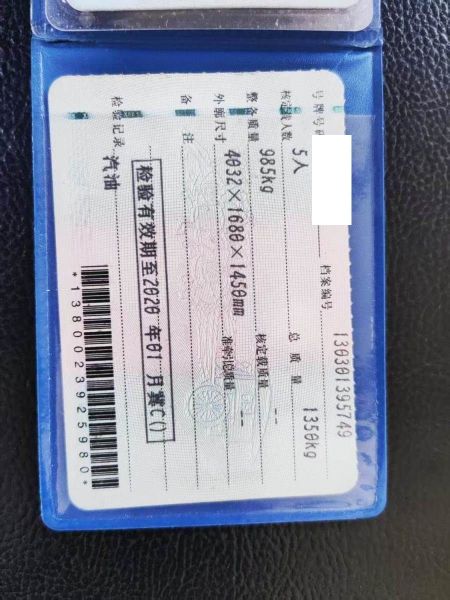 号牌号 档案编号 130301395749
核定载人数 5人 总质量 1350kg
整备质量 985kg 核定载质量 --
外廓尺寸 4032×1680×1450mm 准牵引总质量 --
备注
检验有效期至2020年01月冀C()
检验记录 汽油
*1380023925980*